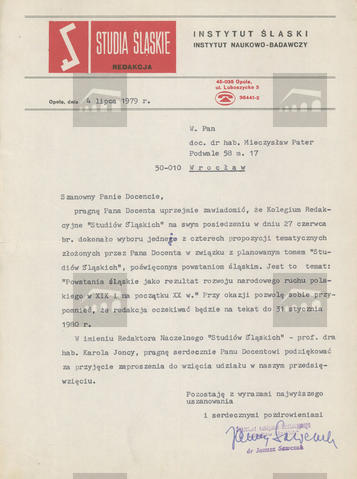 STUDIA ŚLĄSKIE
REDAKCJA
INSTYTUT ŚLĄSKI
INSTYTUT NAUKOWO-BADAWCZY
45-036 Opole,
ul. Luboszycka 3
36441-2
Opole, dnia 4 lipca 1979 r.
W. Pan
doc. dr hab. Mieczysław Pater
Podwale 58 m. 17
50-010 Wrocław
Szanowny Panie Docencie,
pragnę Pana Docenta uprzejmie zawiadomić, że Kolegium Redak-
cyjne "Studiów Śląskich" na swym posiedzeniu w dniu 27 czerwca
br. dokonało wyboru jednego z czterech propozycji tematycznych
złożonych przez Pana Docenta w związku z planowanym tomem "Stu-
diów Śląskich", poświęconym powstaniom śląskim. Jest to temat:
"Powstania śląskie jako rezultat rozwoju narodowego ruchu pols-
kiego w XIX i na początku XX w." Przy okazji pozwolę sobie przy-
pomnieć, że redakcja oczekiwać będzie na tekst do 31 stycznia
1980 r.
W imieniu Redaktora Naczelnego "Studiów Śląskich" - prof. dra
hab. Karola Joncy, pragnę serdecznie Panu Docentowi podziękować
za przyjęcie zaproszenia do wzięcia udziału w naszym przedsię-
wzięciu.
Pozostaję z wyrazami najwyższego
uszanowania
i serdecznymi pozdrowieniami
dr Janusz Sawczuk